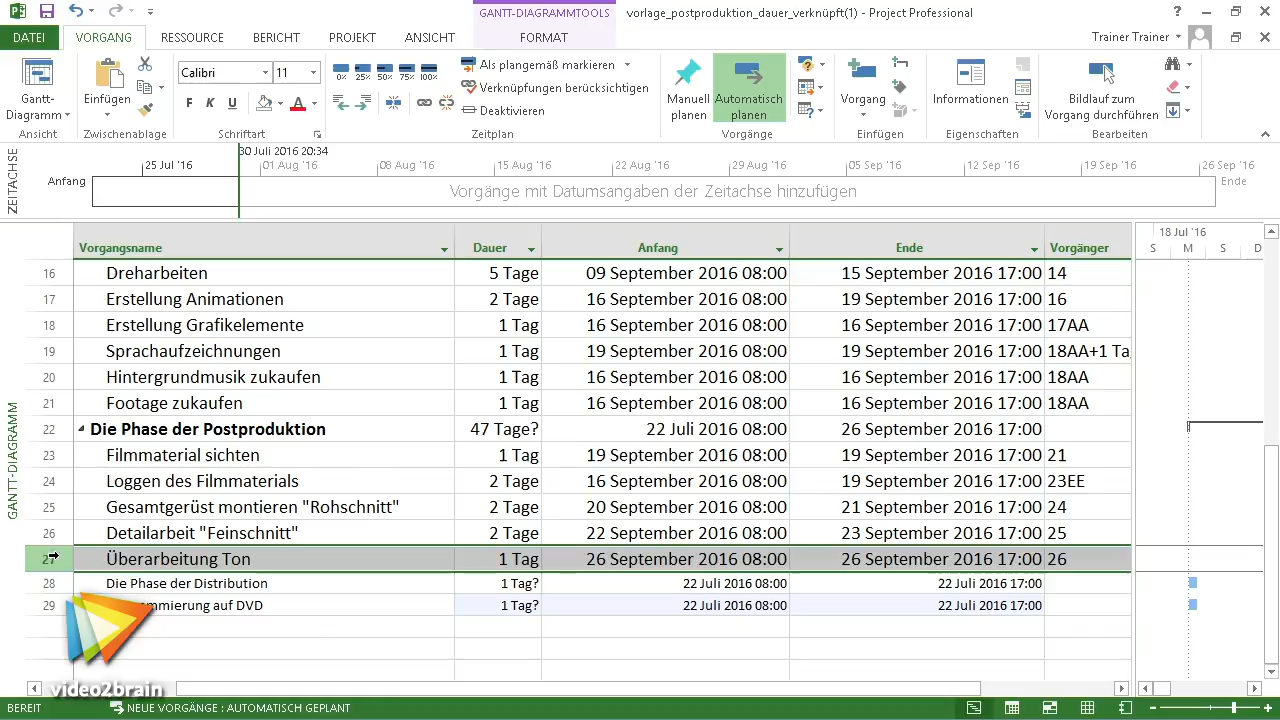 GANTT-DIAGRAMMTOOLS
vorlage_postproduktion_dauer_verknüpfT1) - Project Professional
DATEI VORGANG RESSOURCE BERICHT PROJEKT ANSICHT FORMAT
Trainer Trainer
Gantt-Diagramm
Einfügen
Calibri 11
F K U
0% 25% 50% 75% 100%
Als plangemäß markieren
Verknüpfungen berücksichtigen
Deaktivieren
Manuell planen
Automatisch planen
Vorgang
Informationen
Bildlauf zum Vorgang durchführen
Ansicht Zwischenablage Schriftart Zeitplan Vorgänge Einfügen Eigenschaften Bearbeiten
ZEITACHSE
30 Juli 2016 20:34
25 Jul '16 01 Aug '16 08 Aug '16 15 Aug '16 22 Aug '16 29 Aug '16 05 Sep '16 12 Sep '16 19 Sep '16 26 Sep '16
Anfang
Vorgänge mit Datumsangaben der Zeitachse hinzufügen
Ende
GANTT-DIAGRAMM
18 Jul '16
S M S D
Vorgangsname Dauer Anfang Ende Vorgänger
16 Dreharbeiten 5 Tage 09 September 2016 08:00 15 September 2016 17:00 14
17 Erstellung Animationen 2 Tage 16 September 2016 08:00 19 September 2016 17:00 16
18 Erstellung Grafikelemente 1 Tag 16 September 2016 08:00 16 September 2016 17:00 17AA
19 Sprachaufzeichnungen 1 Tag 19 September 2016 08:00 19 September 2016 17:00 18AA+1 Ta
20 Hintergrundmusik zukaufen 1 Tag 16 September 2016 08:00 16 September 2016 17:00 18AA
21 Footage zukaufen 1 Tag 16 September 2016 08:00 16 September 2016 17:00 18AA
22 Die Phase der Postproduktion 47 Tage? 22 Juli 2016 08:00 26 September 2016 17:00
23 Filmmaterial sichten 1 Tag 19 September 2016 08:00 19 September 2016 17:00 21
24 Loggen des Filmmaterials 2 Tage 16 September 2016 08:00 19 September 2016 17:00 23EE
25 Gesamtgerüst montieren "Rohschnitt" 2 Tage 20 September 2016 08:00 21 September 2016 17:00 24
26 Detailarbeit "Feinschnitt" 2 Tage 22 September 2016 08:00 23 September 2016 17:00 25
27 Überarbeitung Ton 1 Tag 26 September 2016 08:00 26 September 2016 17:00 26
28 Die Phase der Distribution 1 Tag? 22 Juli 2016 08:00 22 Juli 2016 17:00
29 mmierung auf DVD 1 Tag? 22 Juli 2016 08:00 22 Juli 2016 17:00
video2brain
BEREIT NEUE VORGÄNGE : AUTOMATISCH GEPLANT